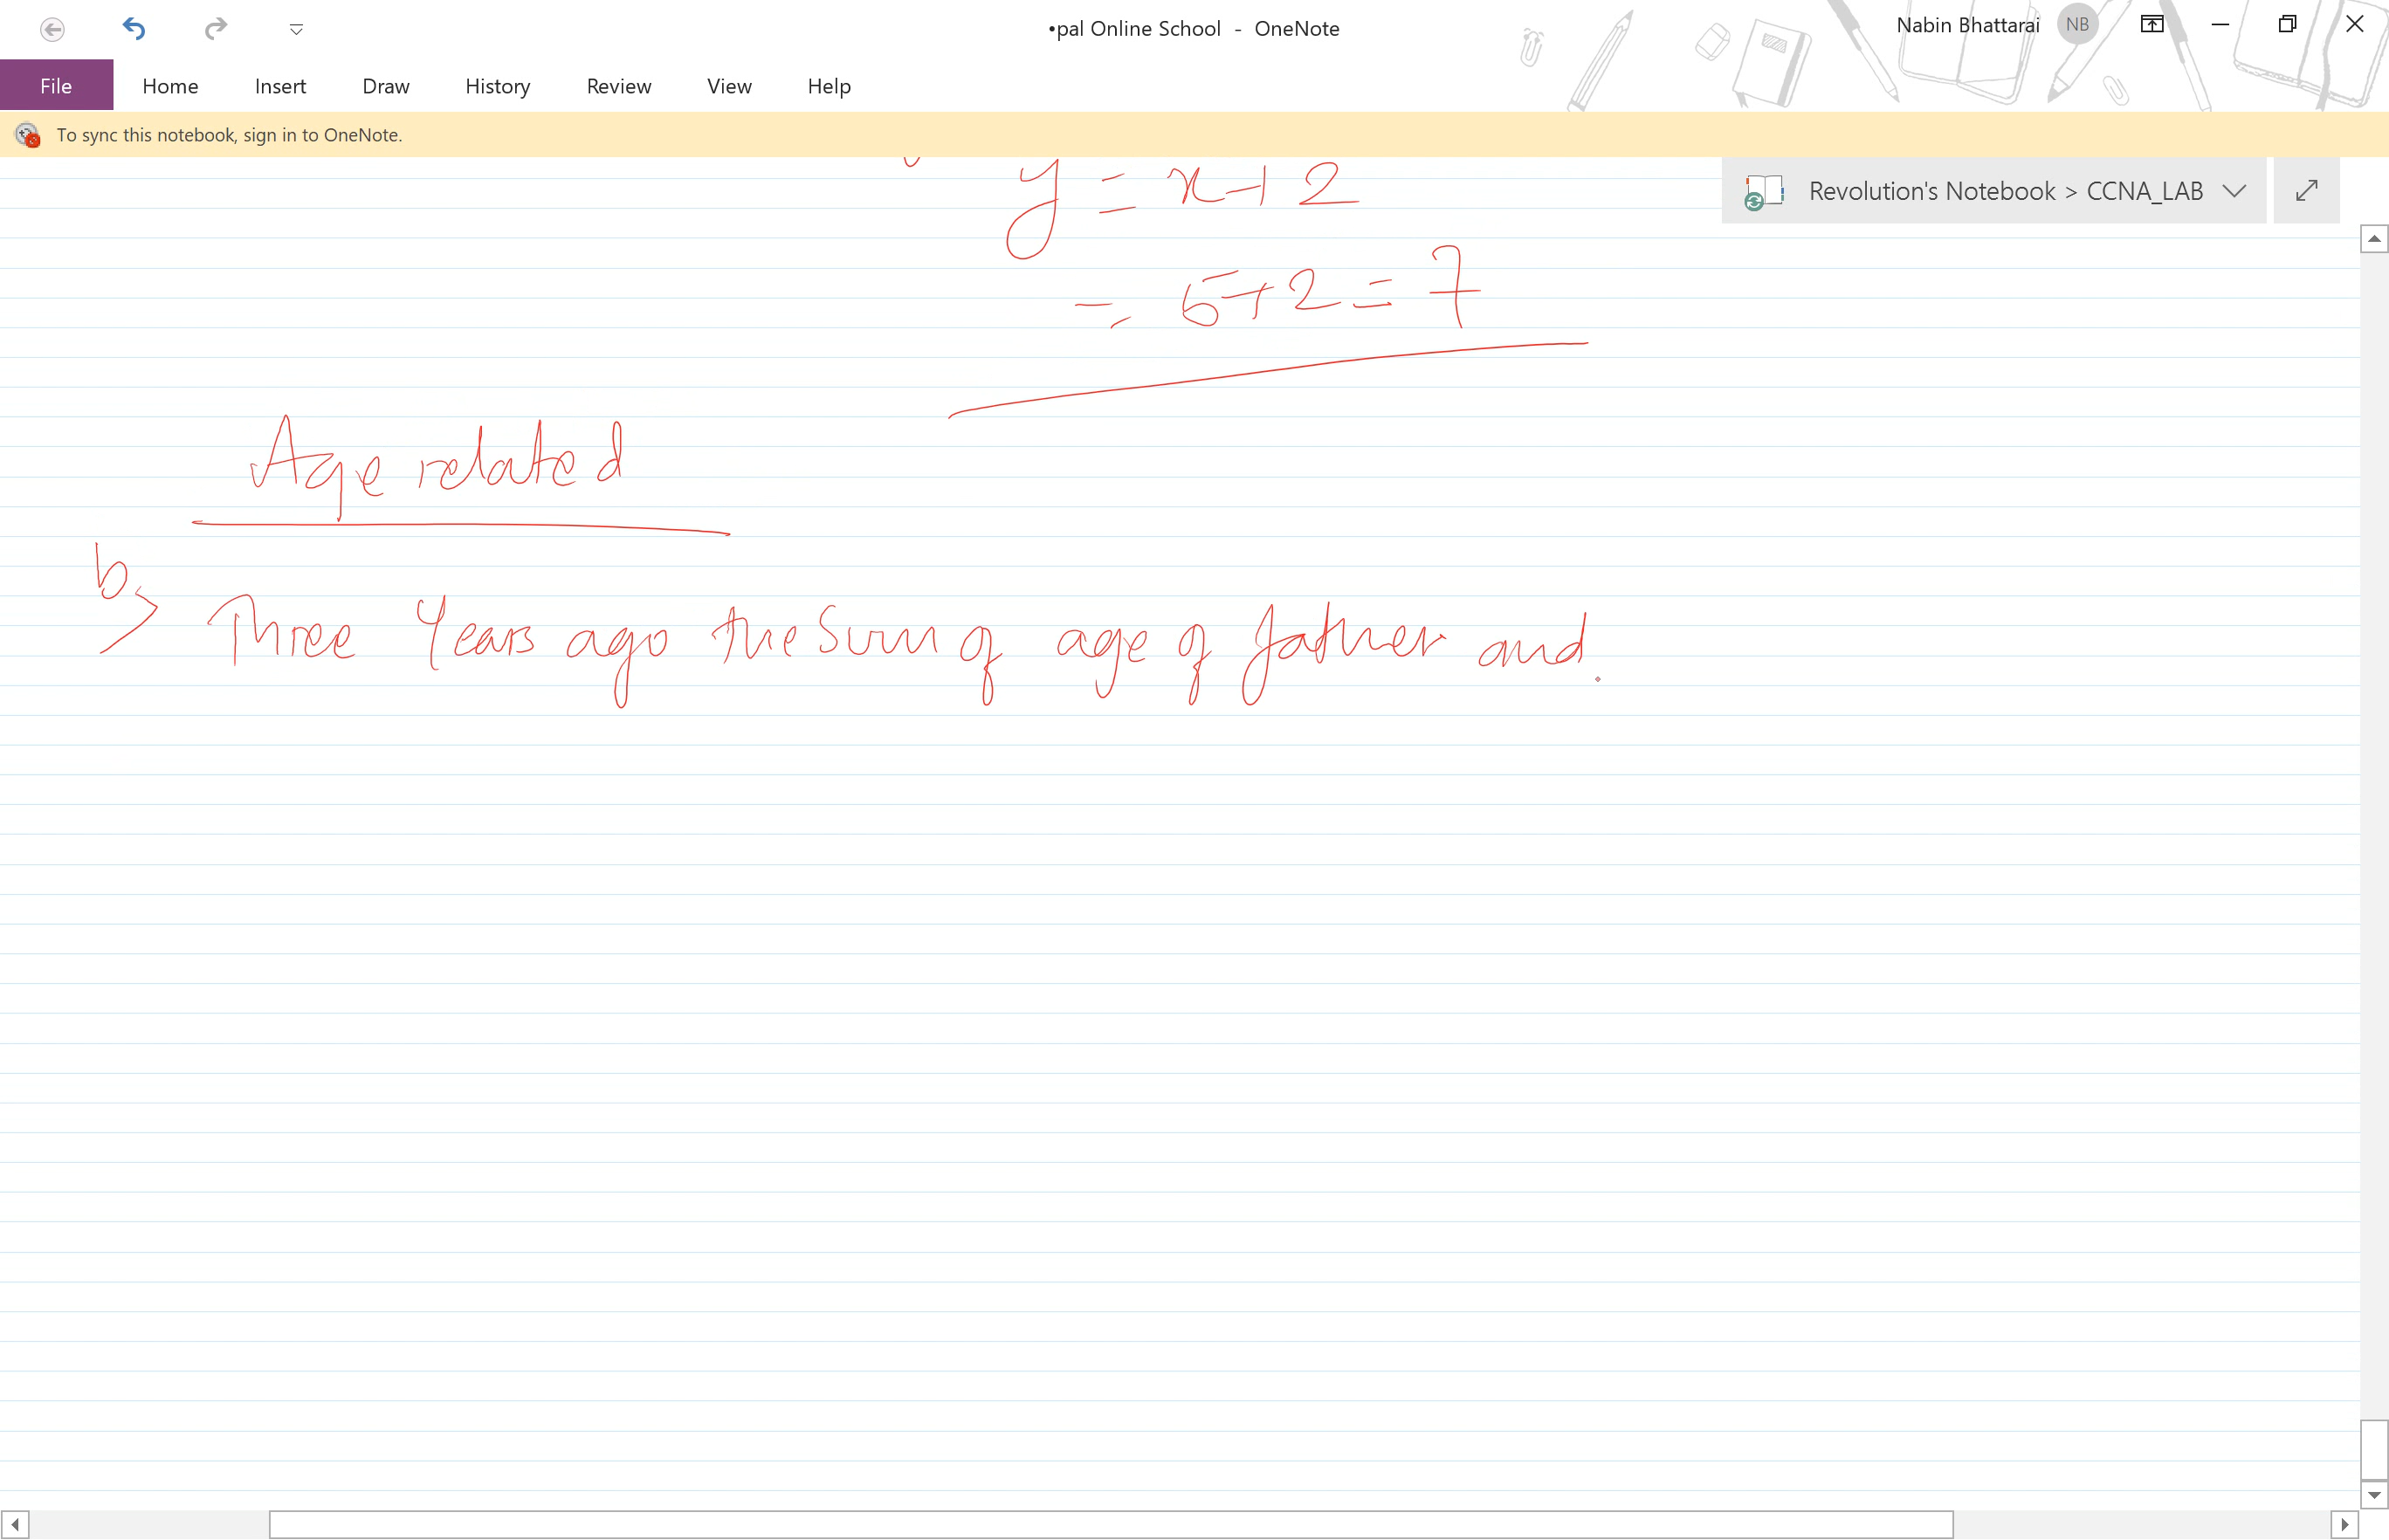 •pal Online School - OneNote
Nabin Bhattarai NB
File Home Insert Draw History Review View Help
To sync this notebook, sign in to OneNote.
Revolution's Notebook > CCNA_LAB
y = x + 2
= 5 + 2 = 7
Age related
b>
Three Years ago the Sum of age of father and